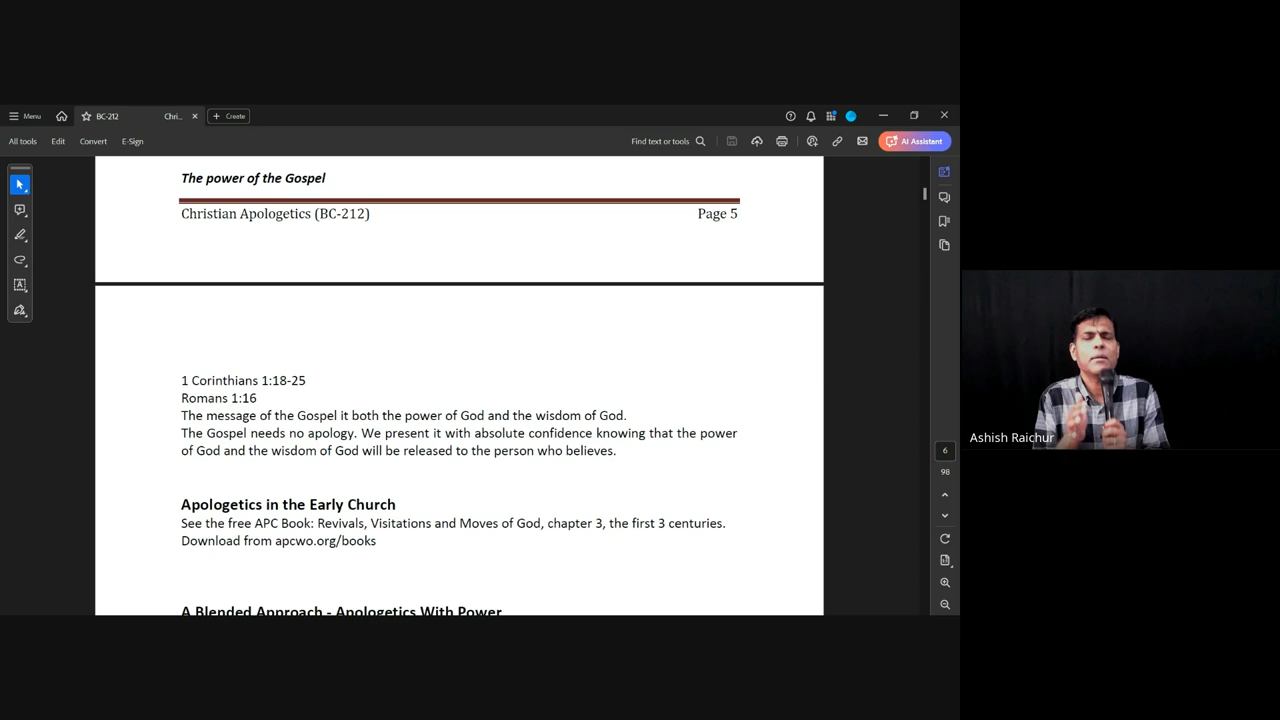 Menu
BC-212
Chri...
Create
All tools
Edit
Convert
E-Sign
Find text or tools
AI Assistant
The power of the Gospel
Christian Apologetics (BC-212)
Page 5
1 Corinthians 1:18-25
Romans 1:16
The message of the Gospel it both the power of God and the wisdom of God.
The Gospel needs no apology. We present it with absolute confidence knowing that the power
of God and the wisdom of God will be released to the person who believes.
Apologetics in the Early Church
See the free APC Book: Revivals, Visitations and Moves of God, chapter 3, the first 3 centuries.
Download from apcwo.org/books
A Blended Approach - Apologetics With Power
6
98
Ashish Raichur